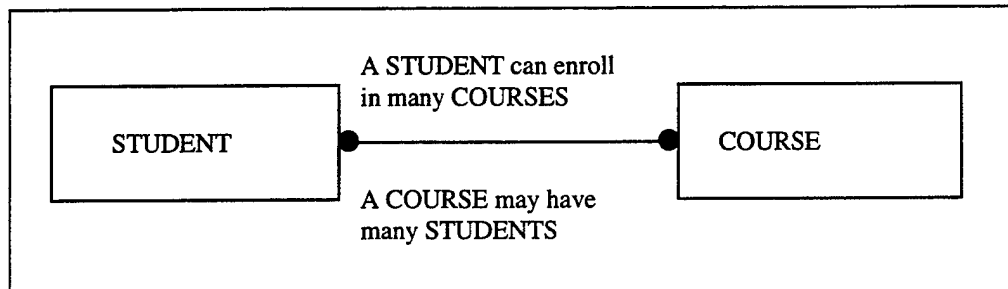 A STUDENT can enroll
in many COURSES
STUDENT
COURSE
A COURSE may have
many STUDENTS